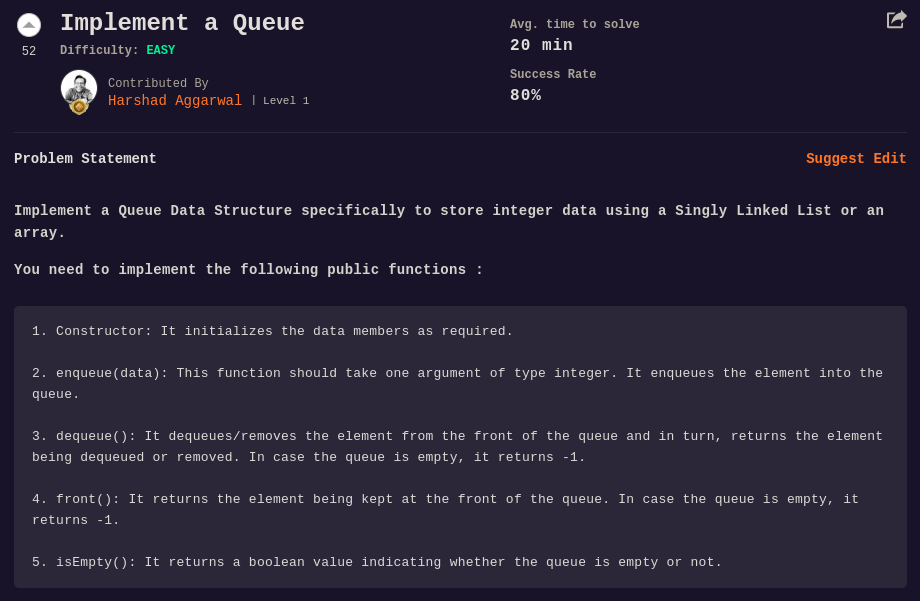 Implement a Queue
52
Difficulty: EASY
Contributed By
Harshad Aggarwal | Level 1
Avg. time to solve
20 min
Success Rate
80%
Problem Statement
Suggest Edit
Implement a Queue Data Structure specifically to store integer data using a Singly Linked List or an
array.
You need to implement the following public functions :
1. Constructor: It initializes the data members as required.
2. enqueue(data): This function should take one argument of type integer. It enqueues the element into the
queue.
3. dequeue(): It dequeues/removes the element from the front of the queue and in turn, returns the element
being dequeued or removed. In case the queue is empty, it returns -1.
4. front(): It returns the element being kept at the front of the queue. In case the queue is empty, it
returns -1.
5. isEmpty(): It returns a boolean value indicating whether the queue is empty or not.